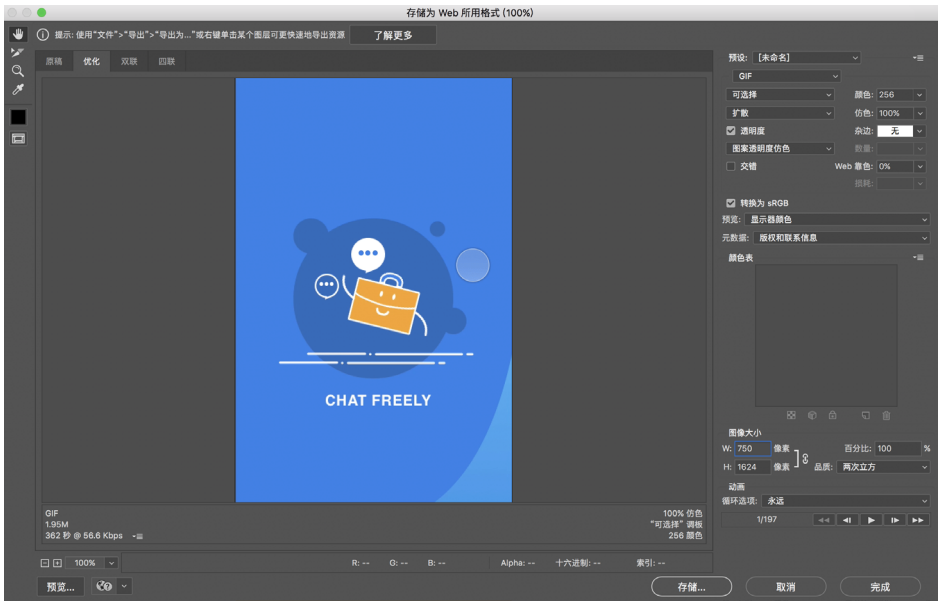 存储为 Web 所用格式 (100%)
提示: 使用"文件">"导出">"导出为..."或右键单击某个图层可更快速地导出资源 了解更多
原稿 优化 双联 四联
预设: [未命名]
GIF
可选择 颜色: 256
扩散 仿色: 100%
透明度 杂边: 无
图案透明度仿色 数量:
交错 Web 靠色: 0%
损耗:
转换为 sRGB
预览: 显示器颜色
元数据: 版权和联系信息
颜色表
CHAT FREELY
图像大小
W: 750 像素 百分比: 100 %
H: 1624 像素 品质: 两次立方
动画
循环选项: 永远
1/197
GIF 100% 仿色
1.95M "可选择" 调板
362 秒 @ 56.6 Kbps 256 颜色
100% R: -- G: -- B: -- Alpha: -- 十六进制: -- 索引: --
预览... 存储... 取消 完成